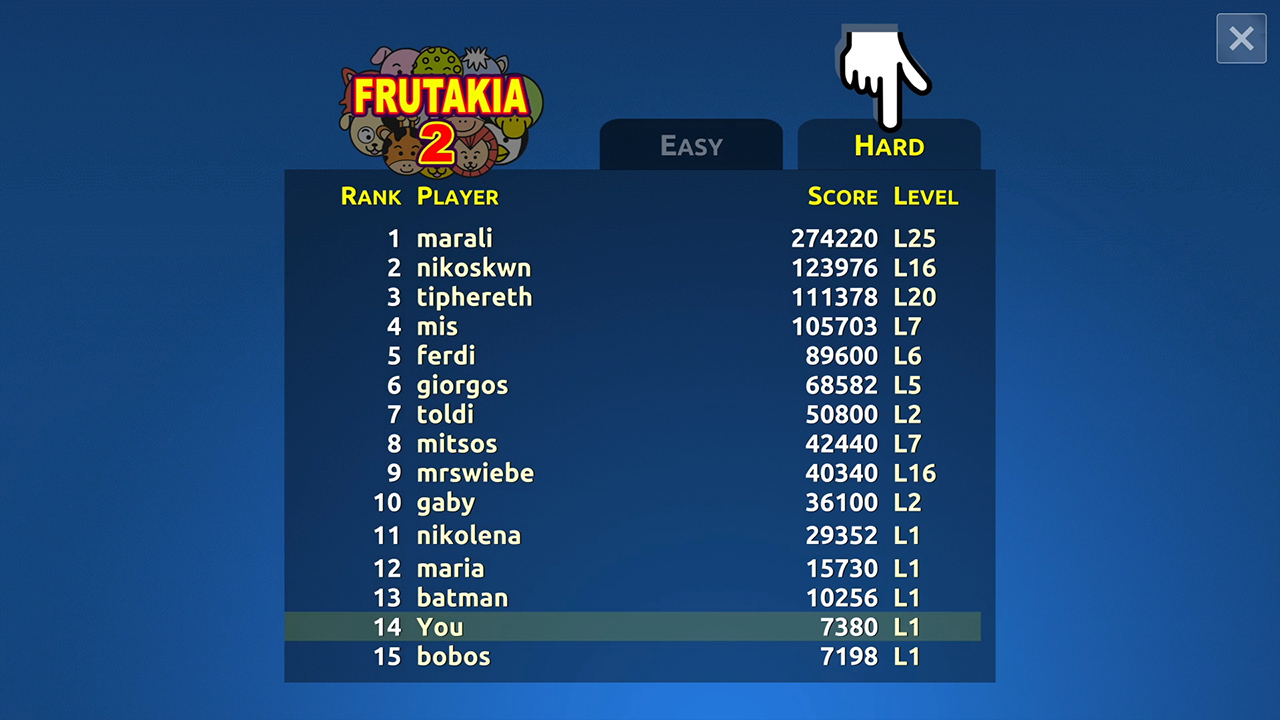 FRUTAKIA
2
EASY HARD
RANK PLAYER SCORE LEVEL
1 marali 274220 L25
2 nikoskwn 123976 L16
3 tiphereth 111378 L20
4 mis 105703 L7
5 ferdi 89600 L6
6 giorgos 68582 L5
7 toldi 50800 L2
8 mitsos 42440 L7
9 mrswiebe 40340 L16
10 gaby 36100 L2
11 nikolena 29352 L1
12 maria 15730 L1
13 batman 10256 L1
14 You 7380 L1
15 bobos 7198 L1